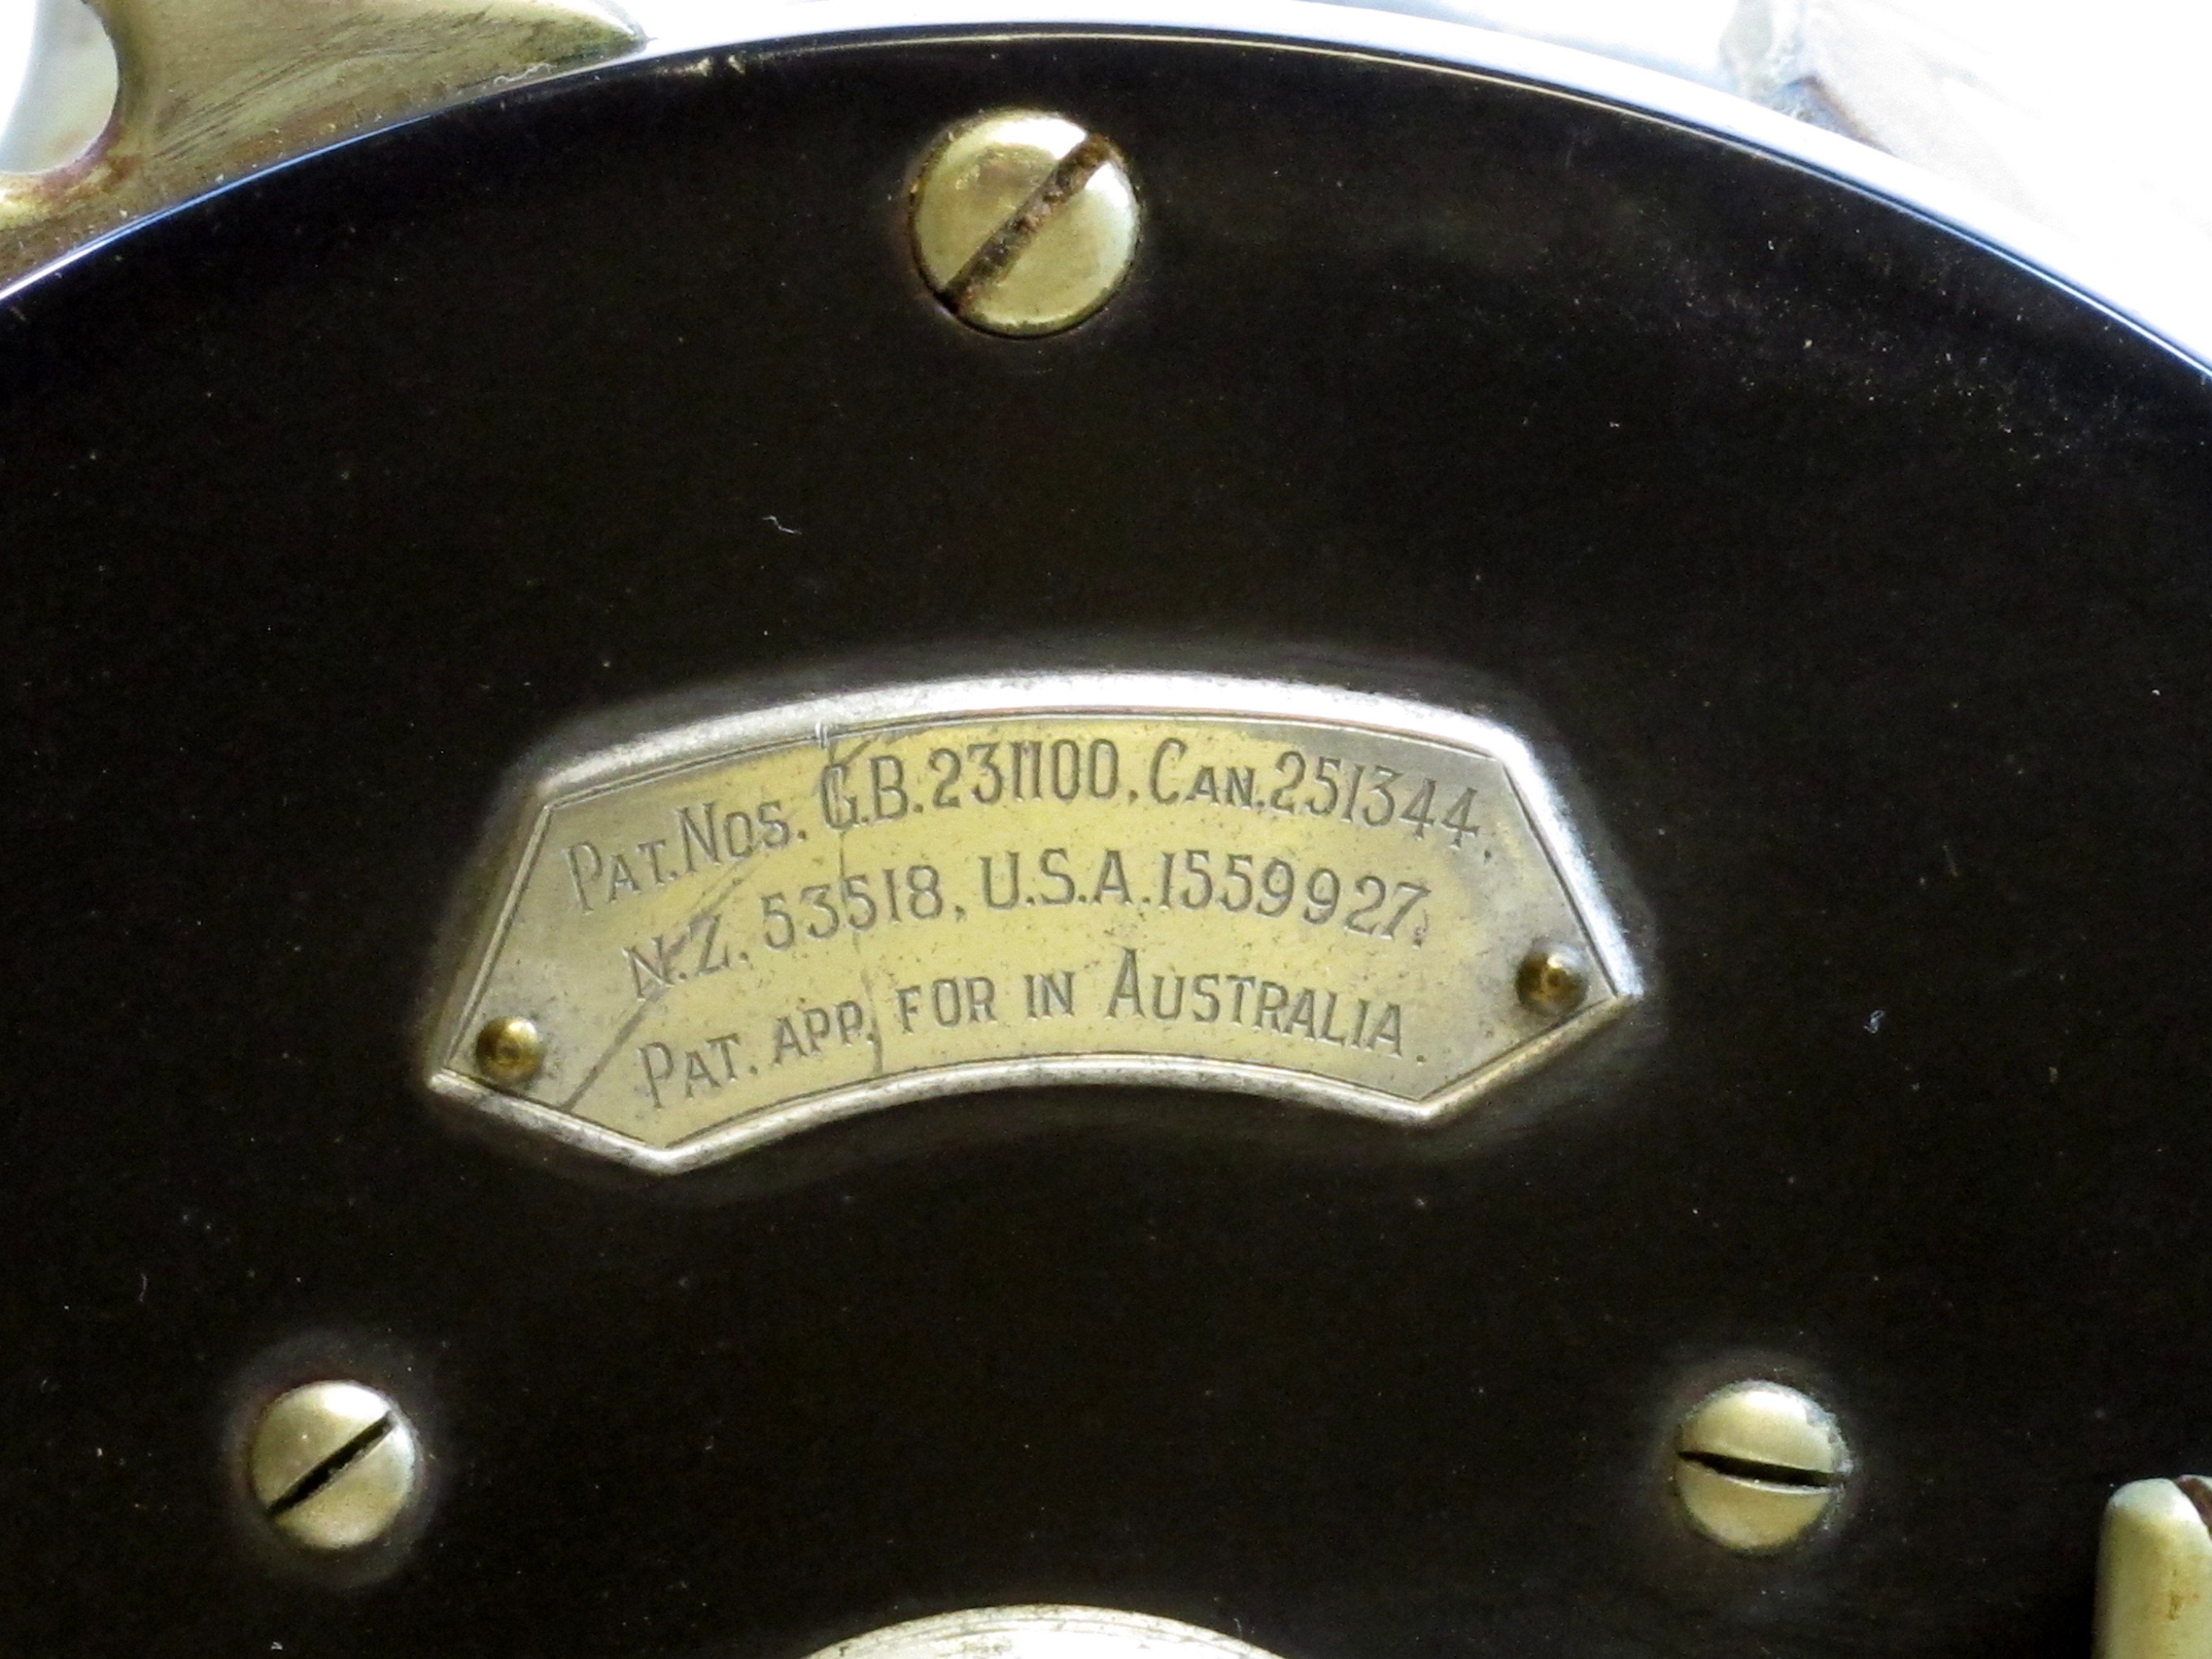 PAT. NOS. G.B. 231100, CAN. 251344,
N.Z. 53518, U.S.A. 1559927,
PAT. APP. FOR IN AUSTRALIA.